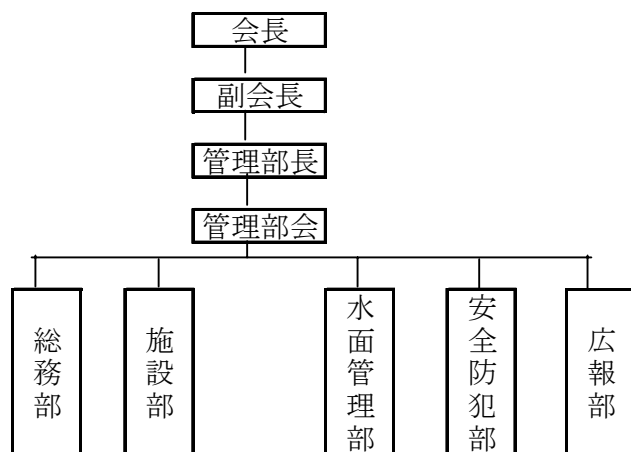 会長
副会長
管理部長
管理部会
総務部
施設部
水面管理部
安全防犯部
広報部